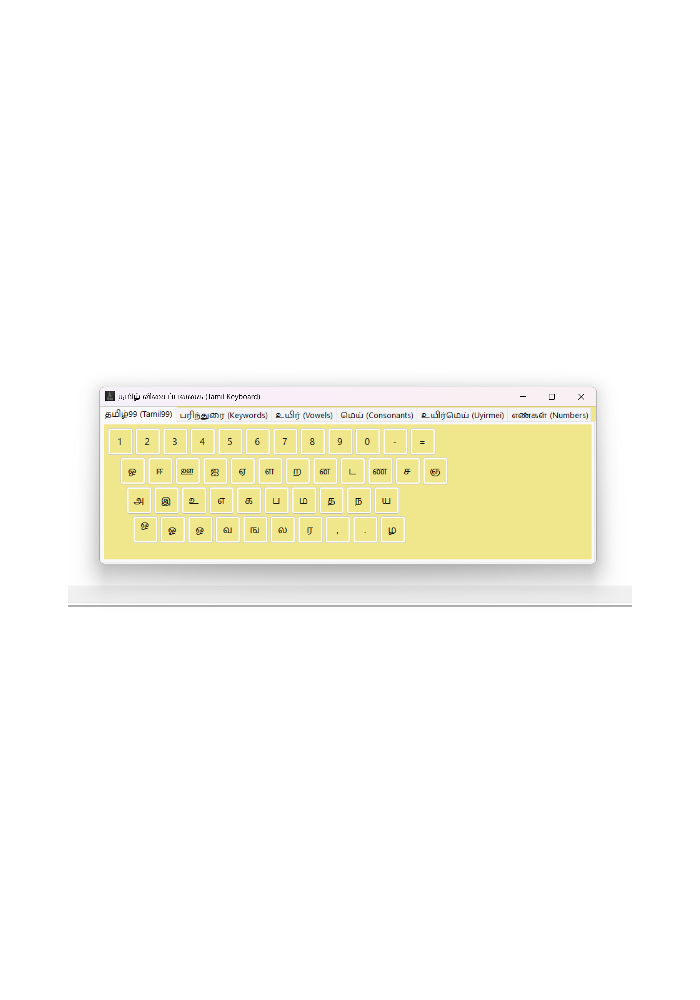 தமிழ் விசைப்பலகை (Tamil Keyboard)
தமிழ்99 (Tamil99) பரிந்துரை (Keywords) உயிர் (Vowels) மெய் (Consonants) உயிர்மெய் (Uyirmei) எண்கள் (Numbers)
1 2 3 4 5 6 7 8 9 0 - =
ஒ ஈ ஊ ஐ ஏ ள ற ன ட ண ச ஞ
அ இ உ எ க ப ம த ந ய
ஒ ஓ ஒ வ ங ல ர , . ழ